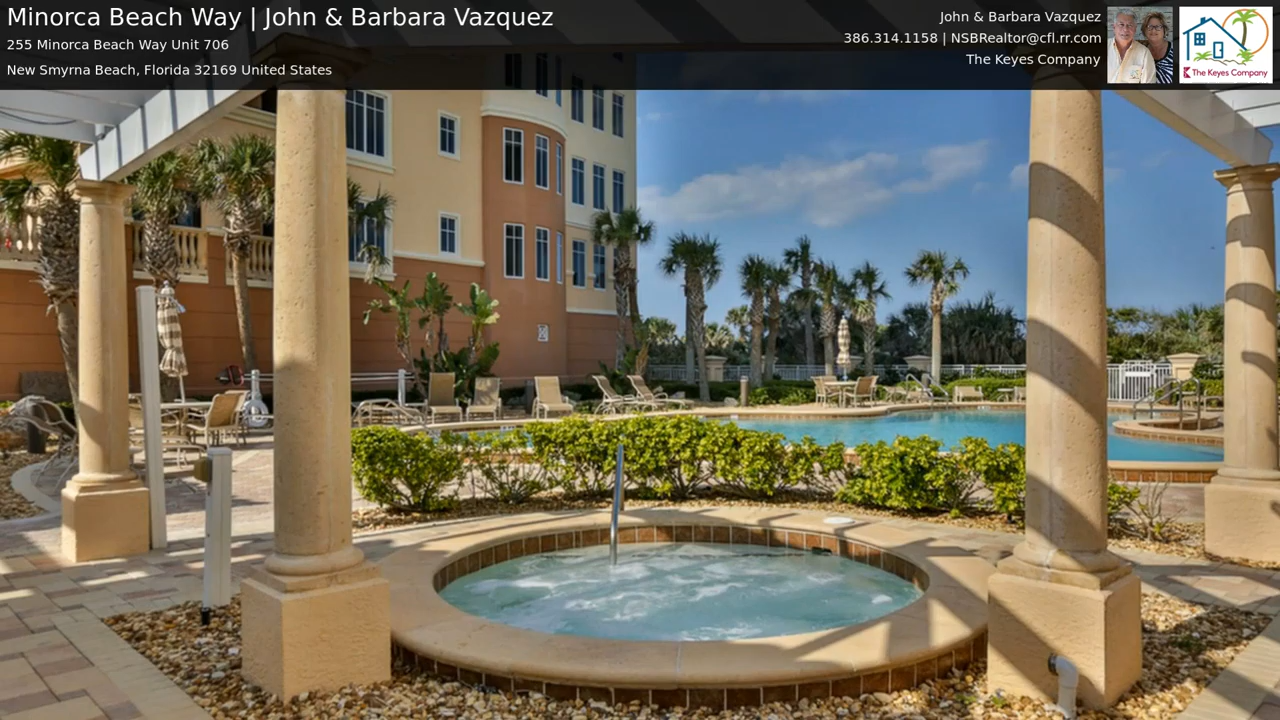 Minorca Beach Way | John & Barbara Vazquez
255 Minorca Beach Way Unit 706
New Smyrna Beach, Florida 32169 United States
John & Barbara Vazquez
386.314.1158 | NSBRealtor@cfl.rr.com
The Keyes Company
The Keyes Company